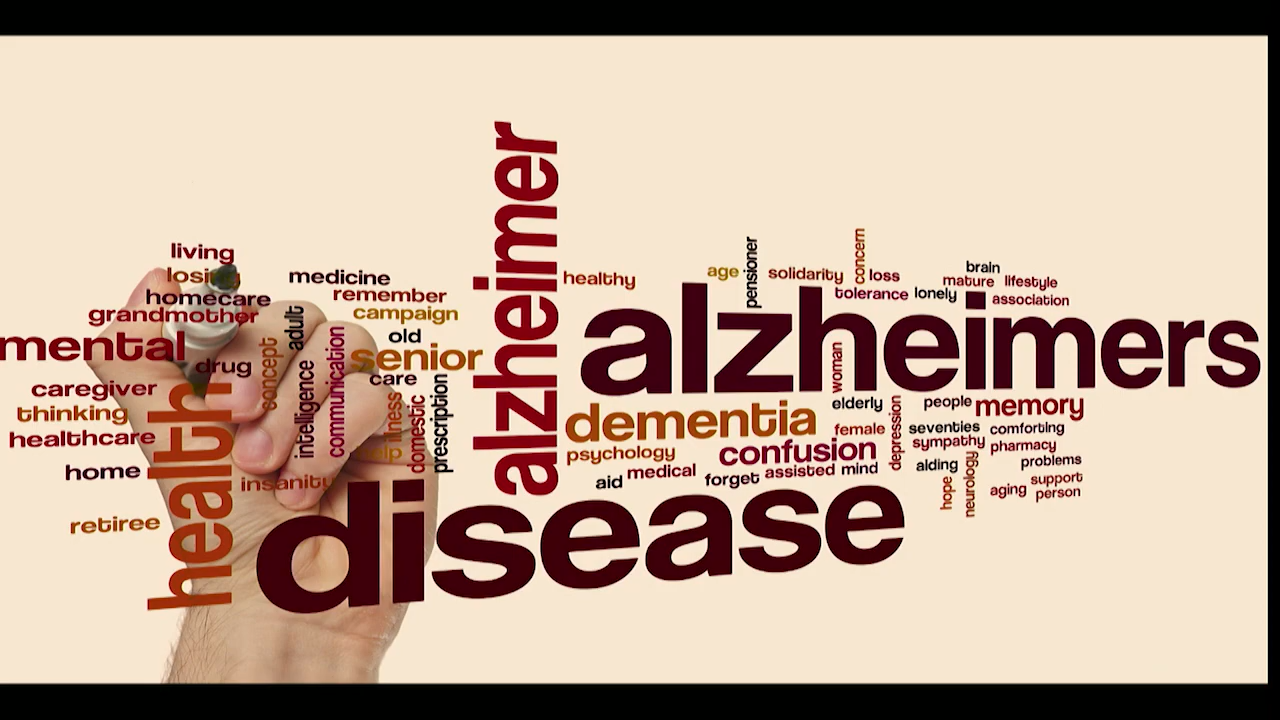 living
losing
homecare
grandmother
mental
drug
caregiver
thinking
healthcare
home
retiree
health
medicine
remember
campaign
adult
old
concept
senior
care
intelligence
communication
illness
domestic
prescription
insanity
alzheimer
disease
healthy
age
pensioner
solidarity
concern
loss
brain
mature
lifestyle
tolerance
lonely
association
alzheimers
woman
dementia
elderly
people
memory
psychology
female
depression
seventies
comforting
confusion
sympathy
pharmacy
aid
medical
forget
assisted
mind
alding
problems
hope
neurology
aging
support
person